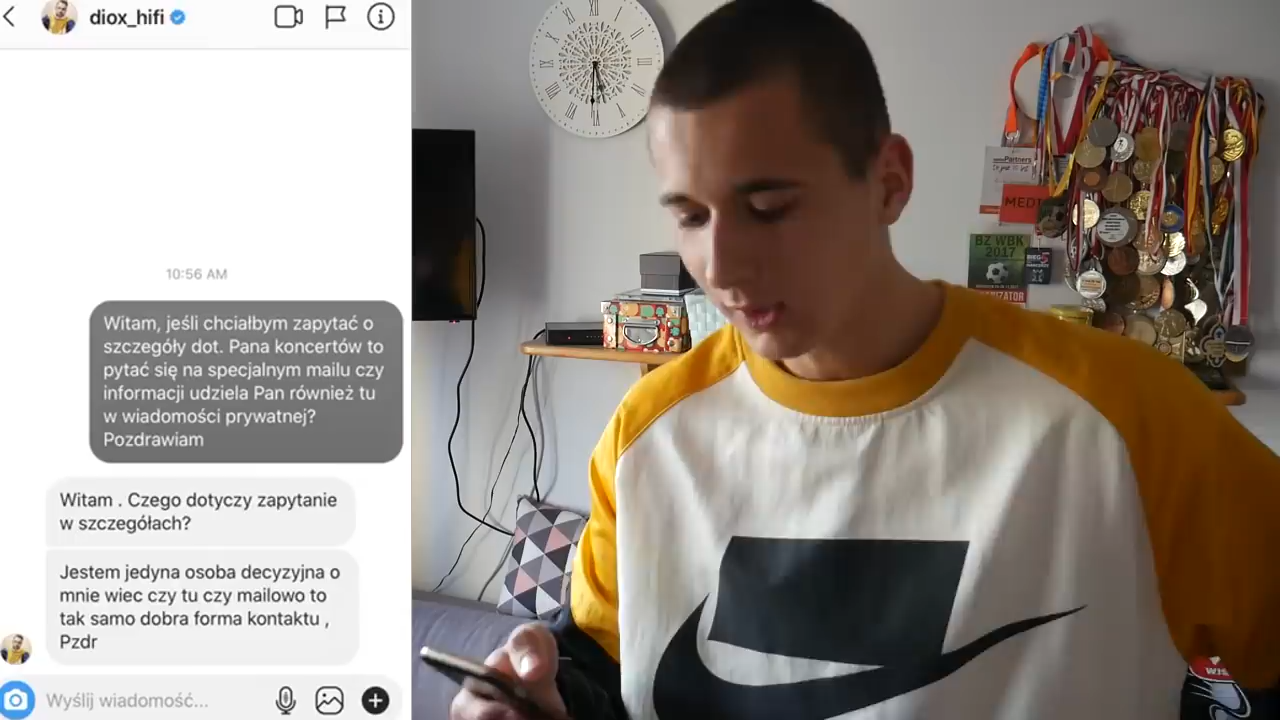 diox_hifi
10:56 AM
Witam, jeśli chciałbym zapytać o
szczegóły dot. Pana koncertów to
pytać się na specjalnym mailu czy
informacji udziela Pan również tu
w wiadomości prywatnej?
Pozdrawiam
Witam . Czego dotyczy zapytanie
w szczegółach?
Jestem jedyna osoba decyzyjna o
mnie wiec czy tu czy mailowo to
tak samo dobra forma kontaktu ,
Pzdr
Wyślij wiadomość...
Partners
MEDI
BZ WBK
2017